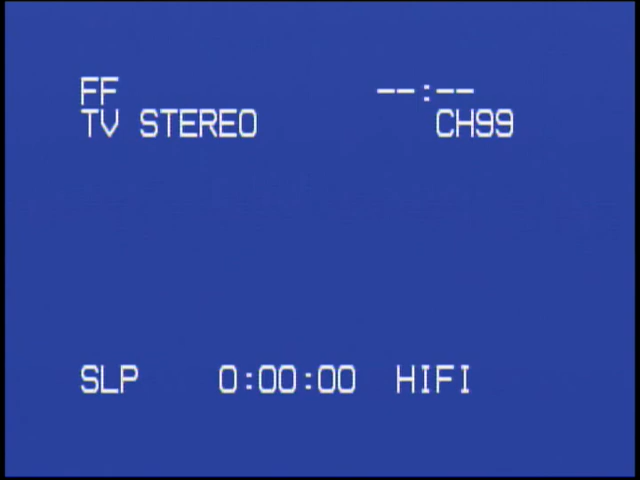 FF --:--
TV STEREO CH99
SLP 0:00:00 HIFI